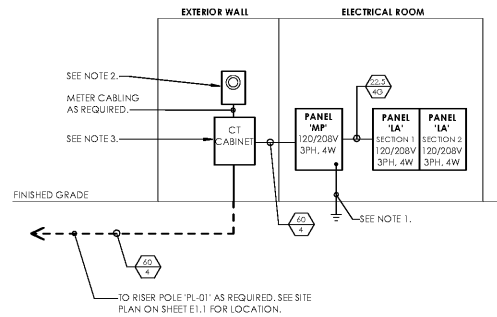 EXTERIOR WALL
ELECTRICAL ROOM
SEE NOTE 2.
METER CABLING
AS REQUIRED.
SEE NOTE 3.
CT
CABINET
PANEL
'MP'
120/208V
3PH, 4W
22.5
4G
PANEL
'LA'
SECTION 1
120/208V
3PH, 4W
PANEL
'LA'
SECTION 2
120/208V
3PH, 4W
FINISHED GRADE
60
4
SEE NOTE 1.
60
4
TO RISER POLE 'PL-01' AS REQUIRED. SEE SITE
PLAN ON SHEET E1.1 FOR LOCATION.